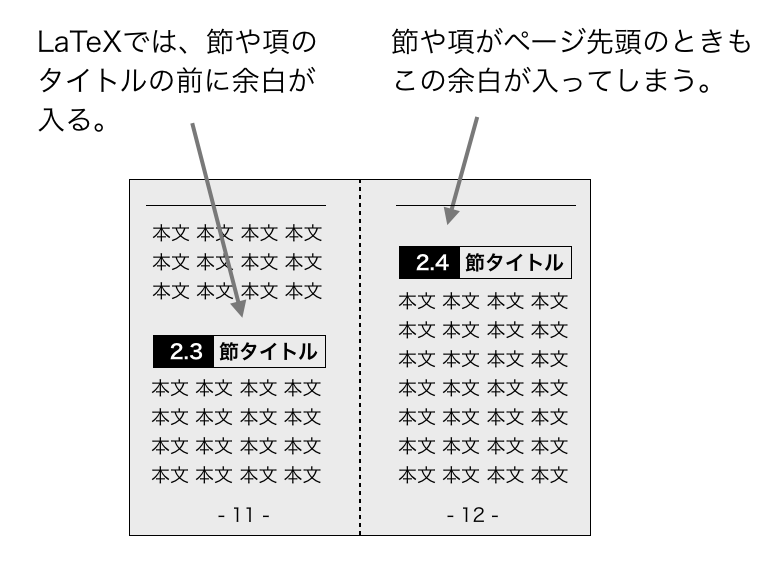 LaTeXでは、節や項の
タイトルの前に余白が
入る。
節や項がページ先頭のときも
この余白が入ってしまう。
本文 本文 本文 本文
本文 本文 本文 本文
本文 本文 本文 本文
2.3 節タイトル
本文 本文 本文 本文
本文 本文 本文 本文
本文 本文 本文 本文
本文 本文 本文 本文
- 11 -
2.4 節タイトル
本文 本文 本文 本文
本文 本文 本文 本文
本文 本文 本文 本文
本文 本文 本文 本文
本文 本文 本文 本文
本文 本文 本文 本文
本文 本文 本文 本文
- 12 -